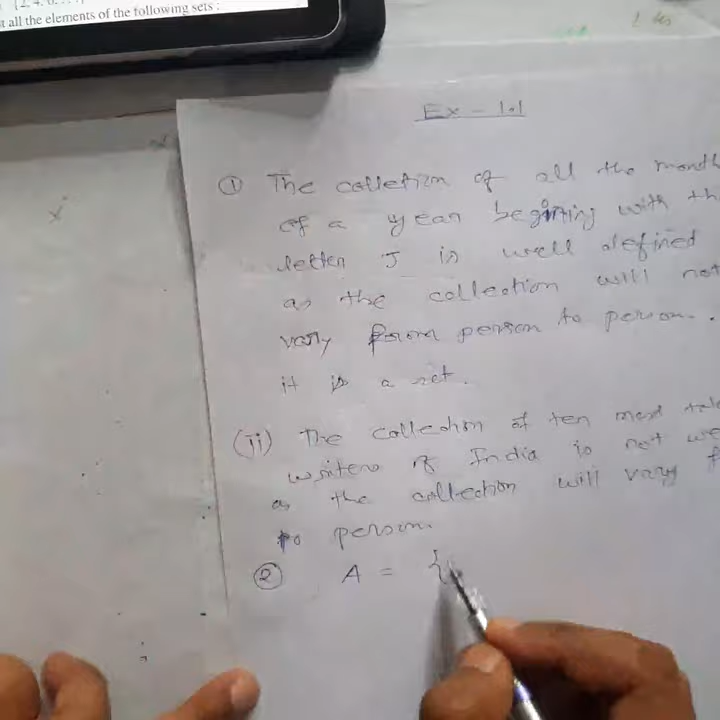 t all the elements of the following sets :
Ex - 1.1
① The colletion of all the month
of a year begining with th
letter J is well defined
as the collection will not
vary from person to person.
it is a set.
(ii) The collection of ten most tale
writers of India is not we
as the collection will vary f
to person.
② A = {